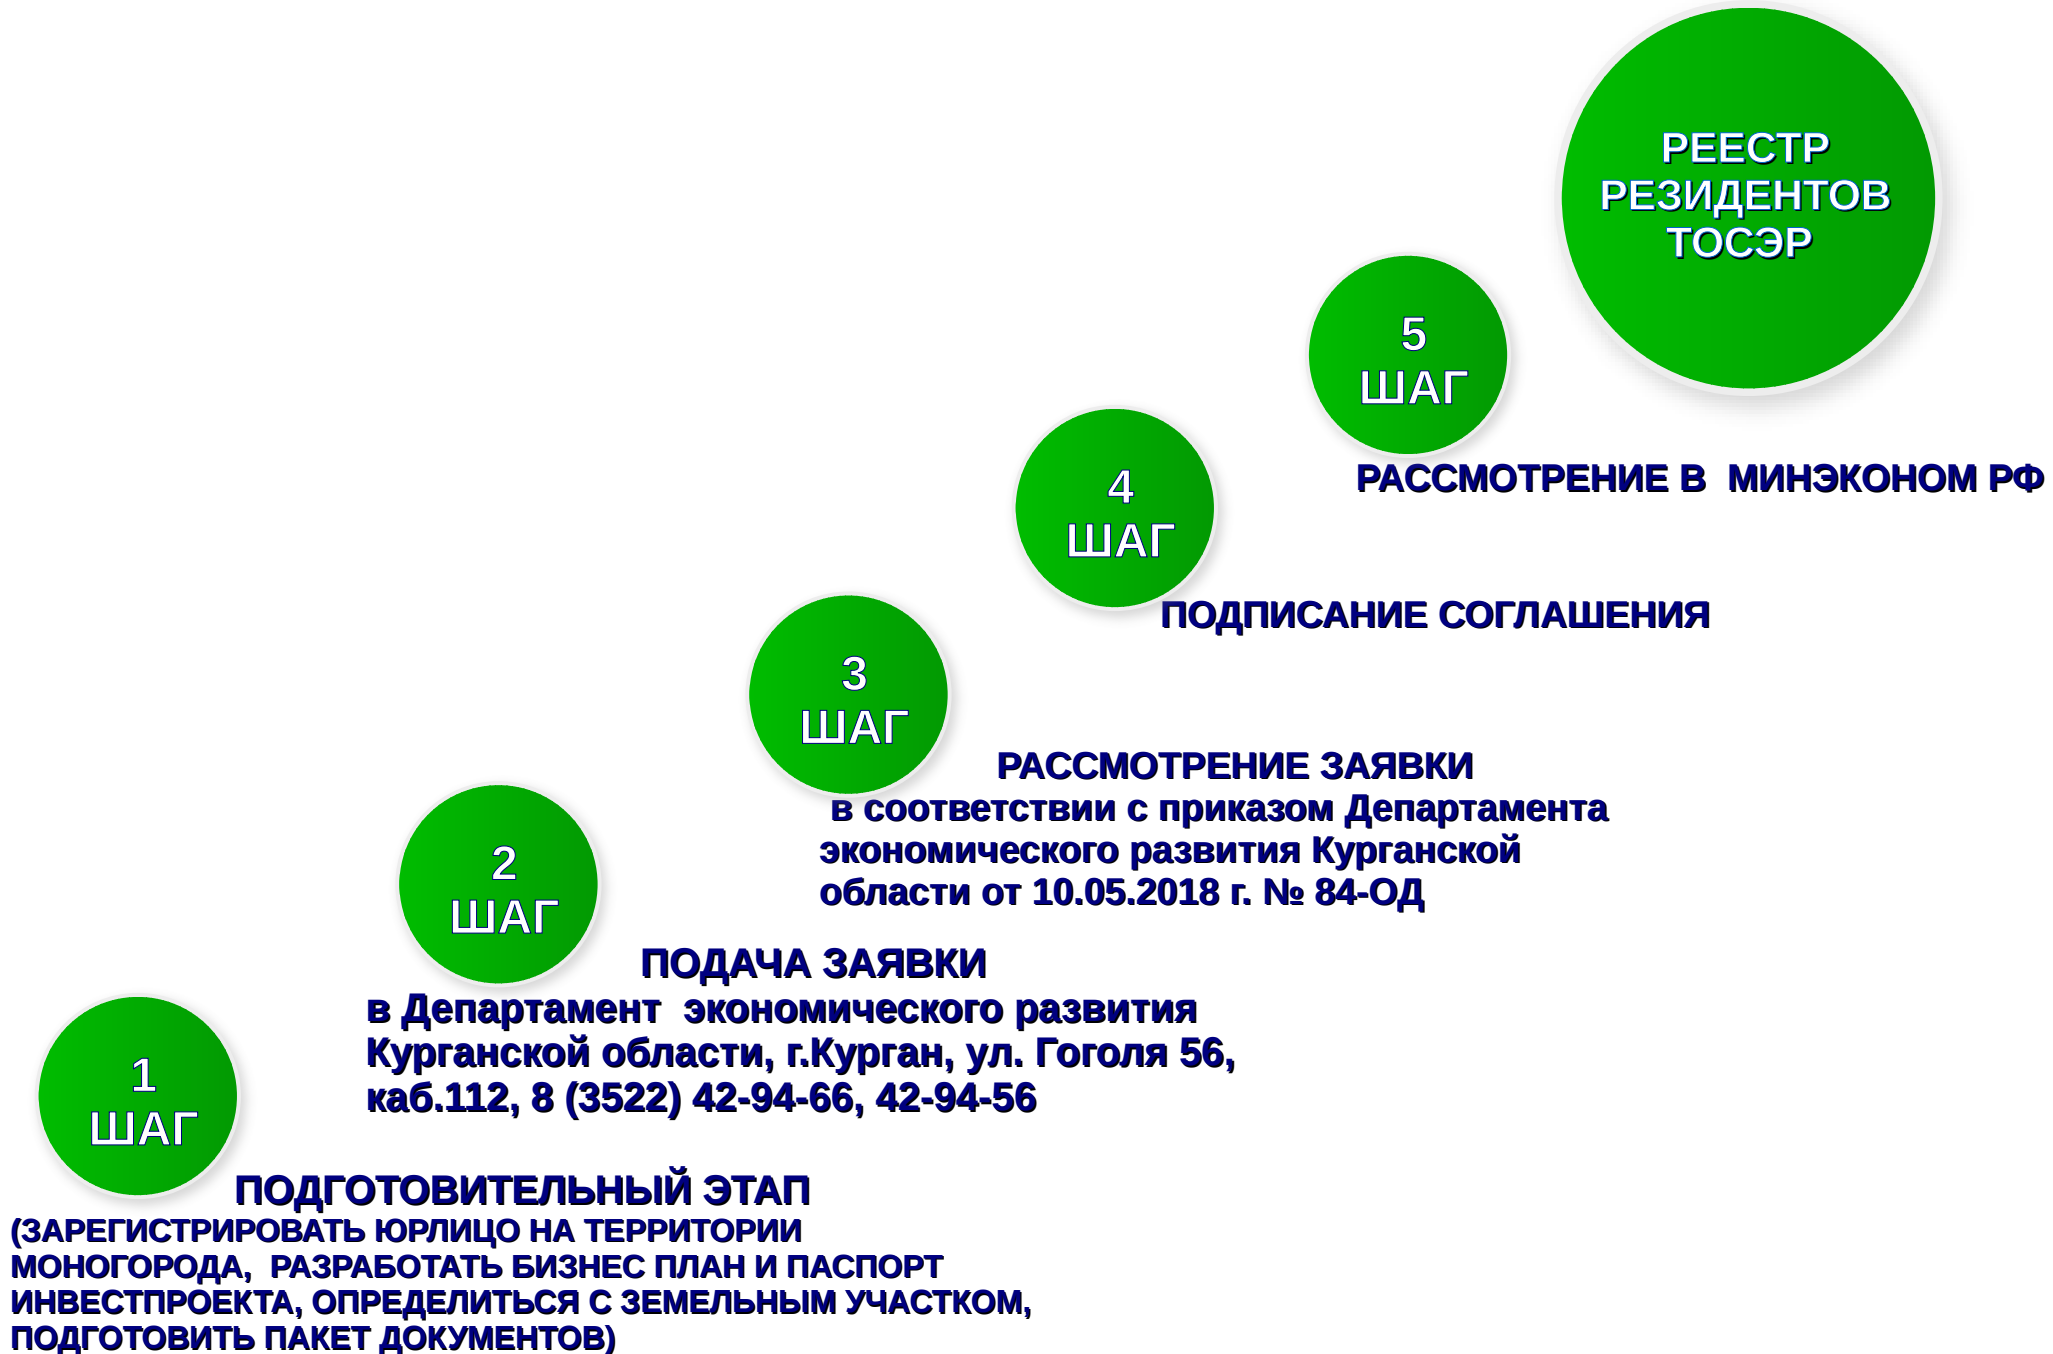 РЕЕСТР
РЕЗИДЕНТОВ
ТОСЭР
5
ШАГ
РАССМОТРЕНИЕ В  МИНЭКОНОМ РФ
4
ШАГ
ПОДПИСАНИЕ СОГЛАШЕНИЯ
3
ШАГ
РАССМОТРЕНИЕ ЗАЯВКИ
в соответствии с приказом Департамента
экономического развития Курганской
области от 10.05.2018 г. № 84-ОД
2
ШАГ
ПОДАЧА ЗАЯВКИ
в Департамент  экономического развития
Курганской области, г.Курган, ул. Гоголя 56,
каб.112, 8 (3522) 42-94-66, 42-94-56
1
ШАГ
ПОДГОТОВИТЕЛЬНЫЙ ЭТАП
(ЗАРЕГИСТРИРОВАТЬ ЮРЛИЦО НА ТЕРРИТОРИИ
МОНОГОРОДА,  РАЗРАБОТАТЬ БИЗНЕС ПЛАН И ПАСПОРТ
ИНВЕСТПРОЕКТА, ОПРЕДЕЛИТЬСЯ С ЗЕМЕЛЬНЫМ УЧАСТКОМ,
ПОДГОТОВИТЬ ПАКЕТ ДОКУМЕНТОВ)